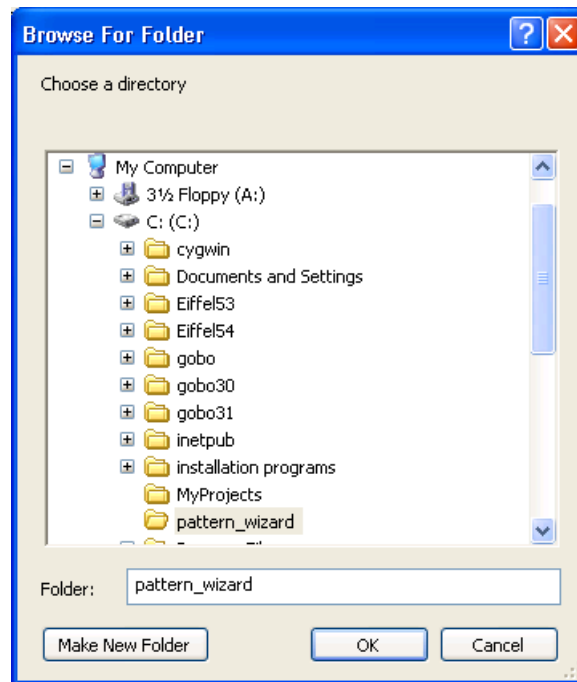 Browse For Folder
Choose a directory
My Computer
3½ Floppy (A:)
C: (C:)
cygwin
Documents and Settings
Eiffel53
Eiffel54
gobo
gobo30
gobo31
inetpub
installation programs
MyProjects
pattern_wizard
Folder: pattern_wizard
Make New Folder OK Cancel